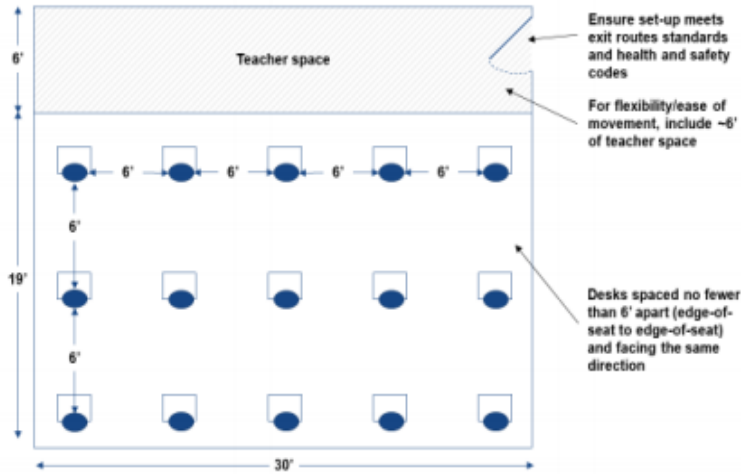 Ensure set-up meets
exit routes standards
and health and safety
codes
6'
Teacher space
For flexibility/ease of
movement, include ~6'
of teacher space
6'
6'
6'
6'
6'
19'
Desks spaced no fewer
than 6' apart (edge-of-
seat to edge-of-seat)
and facing the same
direction
6'
30'